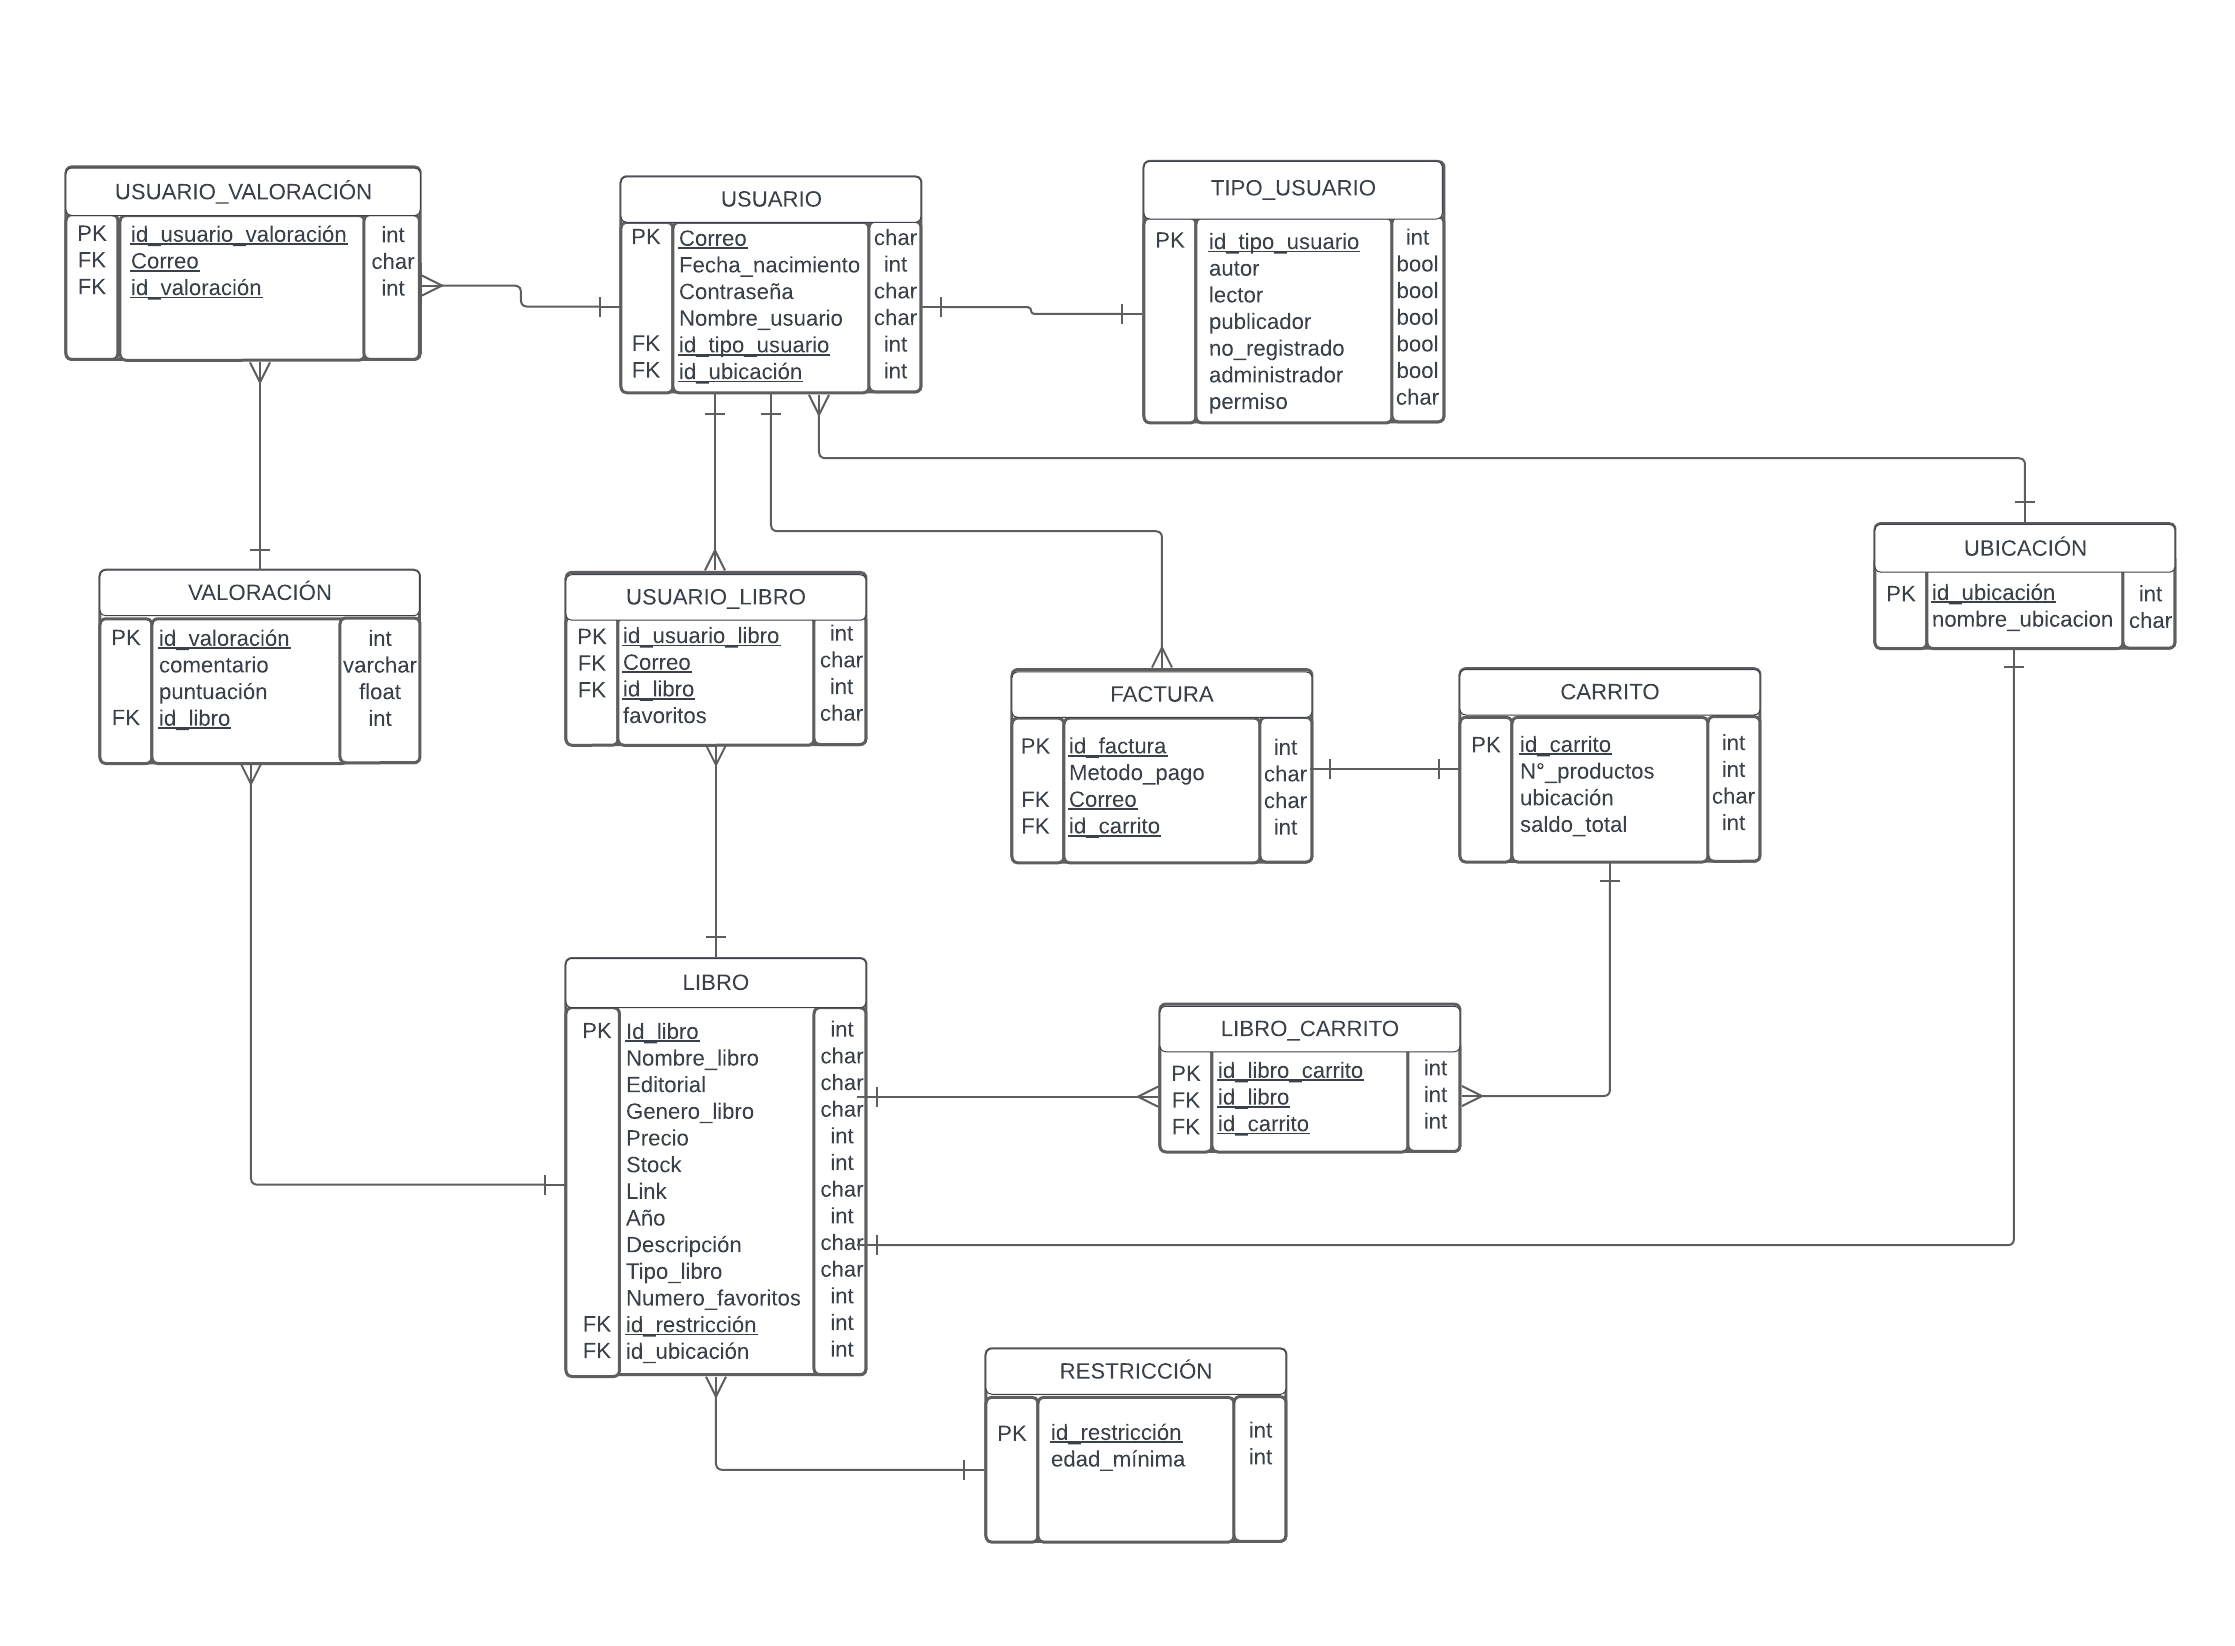 USUARIO_VALORACIÓN
PK id_usuario_valoración int
FK Correo char
FK id_valoración int
USUARIO
PK Correo char
Fecha_nacimiento int
Contraseña char
Nombre_usuario char
FK id_tipo_usuario int
FK id_ubicación int
TIPO_USUARIO
PK id_tipo_usuario int
autor bool
lector bool
publicador bool
no_registrado bool
administrador bool
permiso char
VALORACIÓN
PK id_valoración int
comentario varchar
puntuación float
FK id_libro int
USUARIO_LIBRO
PK id_usuario_libro int
FK Correo char
FK id_libro int
favoritos char
UBICACIÓN
PK id_ubicación int
nombre_ubicacion char
FACTURA
PK id_factura int
Metodo_pago char
FK Correo char
FK id_carrito int
CARRITO
PK id_carrito int
N°_productos int
ubicación char
saldo_total int
LIBRO
PK Id_libro int
Nombre_libro char
Editorial char
Genero_libro char
Precio int
Stock int
Link char
Año int
Descripción char
Tipo_libro char
Numero_favoritos int
FK id_restricción int
FK id_ubicación int
LIBRO_CARRITO
PK id_libro_carrito int
FK id_libro int
FK id_carrito int
RESTRICCIÓN
PK id_restricción int
edad_mínima int